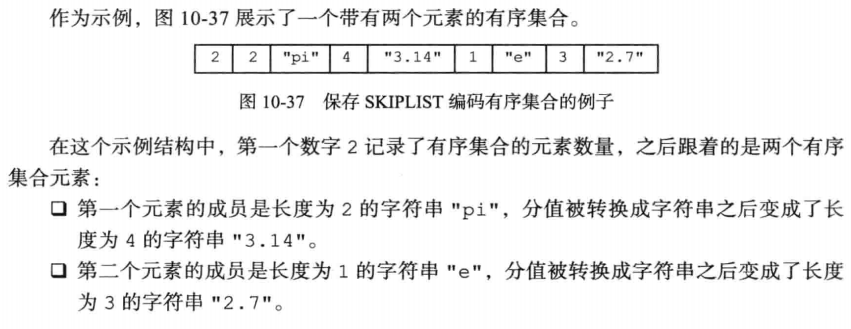 作为示例，图 10-37 展示了一个带有两个元素的有序集合。
2 2 "pi" 4 "3.14" 1 "e" 3 "2.7"
图 10-37 保存 SKIPLIST 编码有序集合的例子
在这个示例结构中，第一个数字 2 记录了有序集合的元素数量，之后跟着的是两个有序
集合元素：
❏ 第一个元素的成员是长度为 2 的字符串 "pi"，分值被转换成字符串之后变成了长
度为 4 的字符串 "3.14"。
❏ 第二个元素的成员是长度为 1 的字符串 "e"，分值被转换成字符串之后变成了长度
为 3 的字符串 "2.7"。